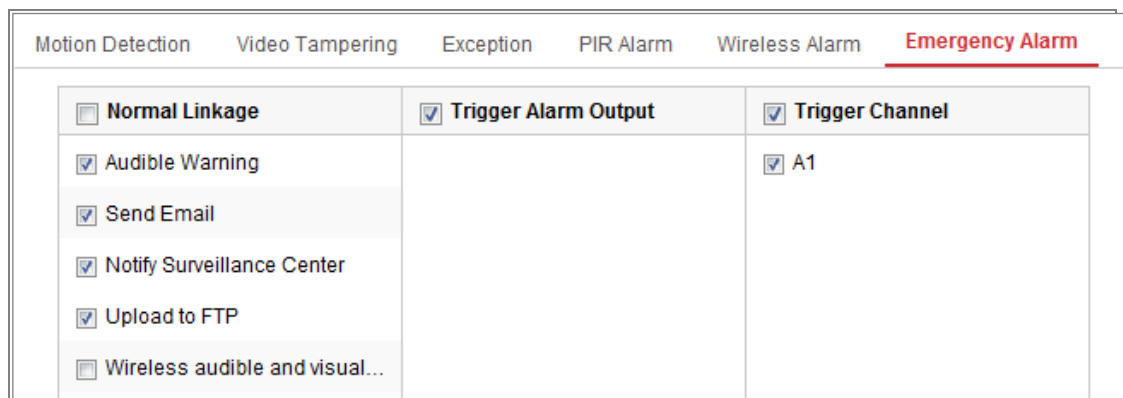 Motion Detection Video Tampering Exception PIR Alarm Wireless Alarm Emergency Alarm
Normal Linkage Trigger Alarm Output Trigger Channel
Audible Warning A1
Send Email
Notify Surveillance Center
Upload to FTP
Wireless audible and visual...